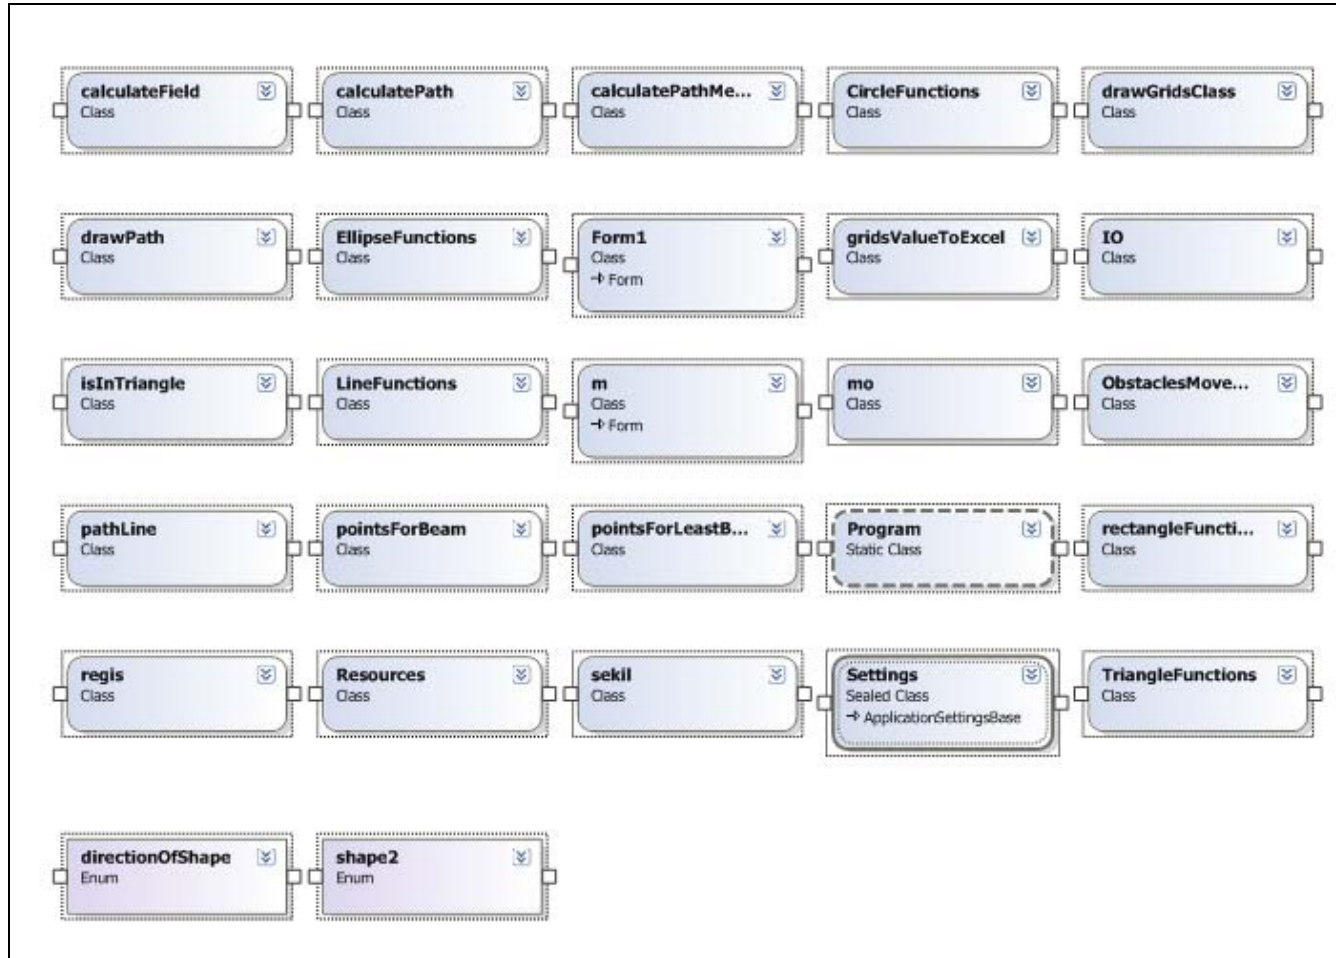 calculateField
Class
calculatePath
Class
calculatePathMe...
Class
CircleFunctions
Class
drawGridsClass
Class
drawPath
Class
EllipseFunctions
Class
Form1
Class
Form
gridsValueToExcel
Class
IO
Class
isInTriangle
Class
LineFunctions
Class
m
Class
Form
mo
Class
ObstaclesMove...
Class
pathLine
Class
pointsForBeam
Class
pointsForLeastB...
Class
Program
Static Class
rectangleFuncti...
Class
regis
Class
Resources
Class
sekil
Class
Settings
Sealed Class
ApplicationSettingsBase
TriangleFunctions
Class
directionOfShape
Enum
shape2
Enum